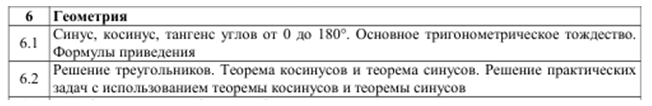 6 Геометрия
6.1 Синус, косинус, тангенс углов от 0 до 180°. Основное тригонометрическое тождество.
Формулы приведения
6.2 Решение треугольников. Теорема косинусов и теорема синусов. Решение практических
задач с использованием теоремы косинусов и теоремы синусов